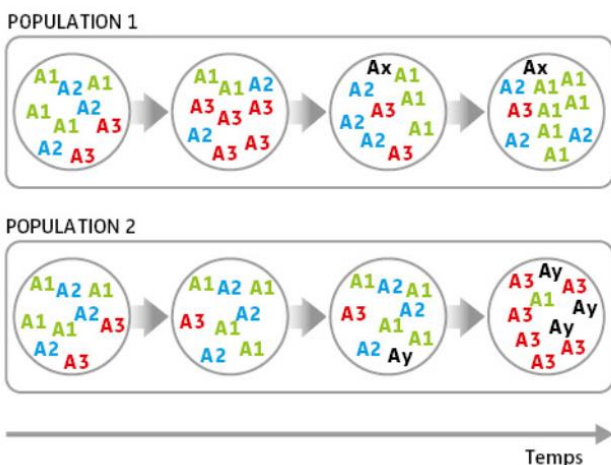 POPULATION 1
A1 A2 A1 A1 A2 A1 A3 A2 A3
A1 A1 A2 A3 A3 A3 A2 A3 A3
Ax A1 A2 A1 A3 A2 A1 A2 A3
Ax A1 A2 A1 A3 A1 A1 A1 A2 A2 A1
POPULATION 2
A1 A2 A1 A1 A2 A1 A3 A2 A3
A1 A2 A1 A3 A2 A1 A2 A1
A1 A2 A1 A3 A2 A1 A1 A2 Ay
A3 Ay A3 A1 Ay A3 Ay A3 A3 A3
Temps